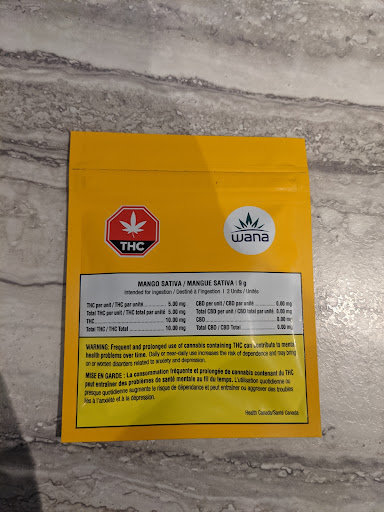 THC
wana
MANGO SATIVA / MANGUE SATIVA | 9 g
Intended for ingestion / Destiné à l'ingestion | 2 Units / Unités
THC per unit / THC par unité 5.00 mg CBD per unit / CBD par unité 0.00 mg
Total THC per unit / THC total par unité 5.00 mg Total CBD per unit / CBD total par unité 0.00 mg
THC 10.00 mg CBD 0.00 mg
Total THC / THC Total 10.00 mg Total CBD / CBD Total 0.00 mg
WARNING: Frequent and prolonged use of cannabis containing THC can contribute to mental
health problems over time. Daily or near-daily use increases the risk of dependence and may bring
on or worsen disorders related to anxiety and depression.
MISE EN GARDE : La consommation fréquente et prolongée de cannabis contenant du THC
peut entraîner des problèmes de santé mentale au fil du temps. L'utilisation quotidienne ou
presque quotidienne augmente le risque de dépendance et peut entraîner ou aggraver des troubles
liés à l'anxiété et à la dépression.
Health Canada/Santé Canada